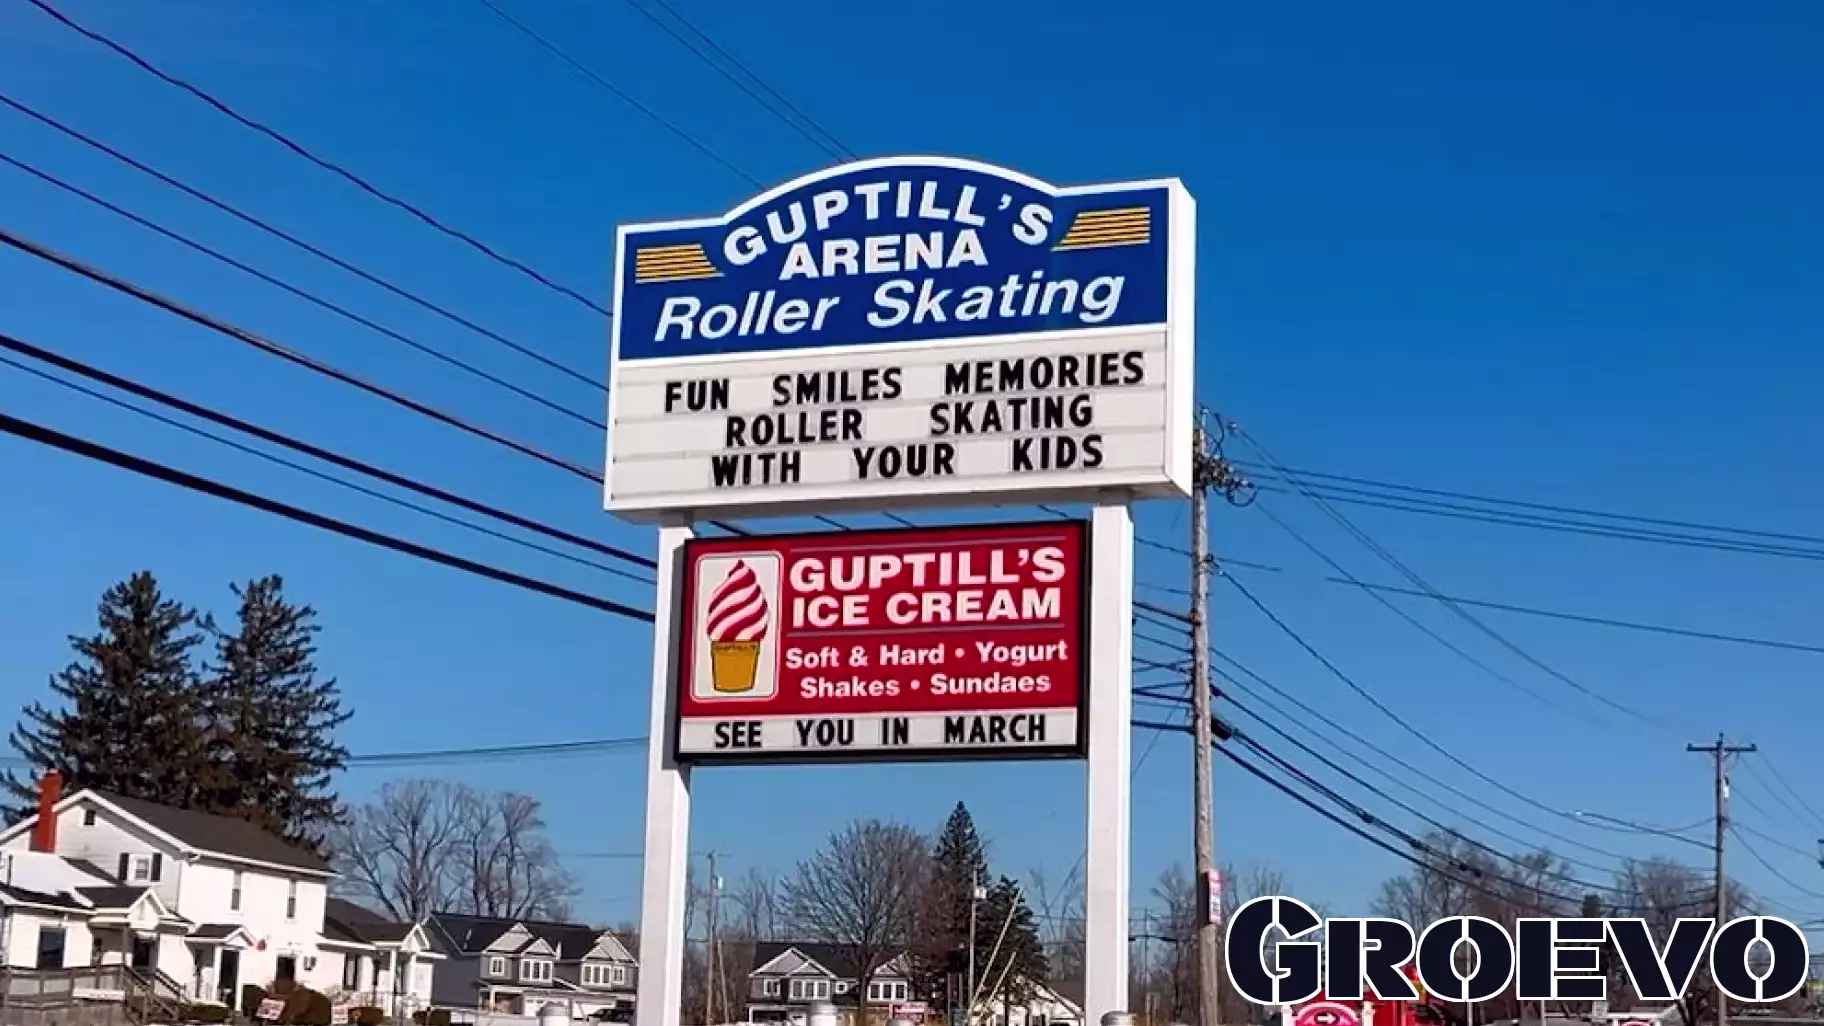 GUPTILL'S
ARENA
Roller Skating
FUN SMILES MEMORIES
ROLLER SKATING
WITH YOUR KIDS
GUPTILL'S
ICE CREAM
Soft & Hard • Yogurt
Shakes • Sundaes
SEE YOU IN MARCH
GUPTILL'S
GROEVO